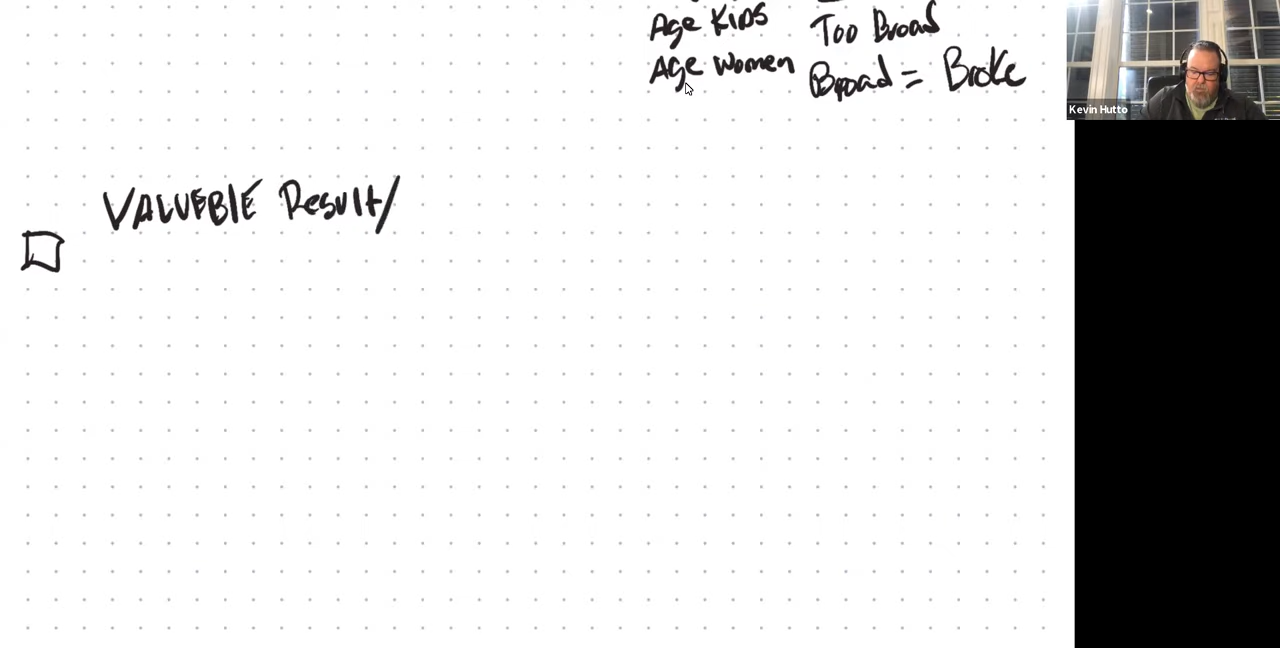 Age Kids Too Broad
Age Women Broad = Broke
Kevin Hutto
VALUEBlE Result/